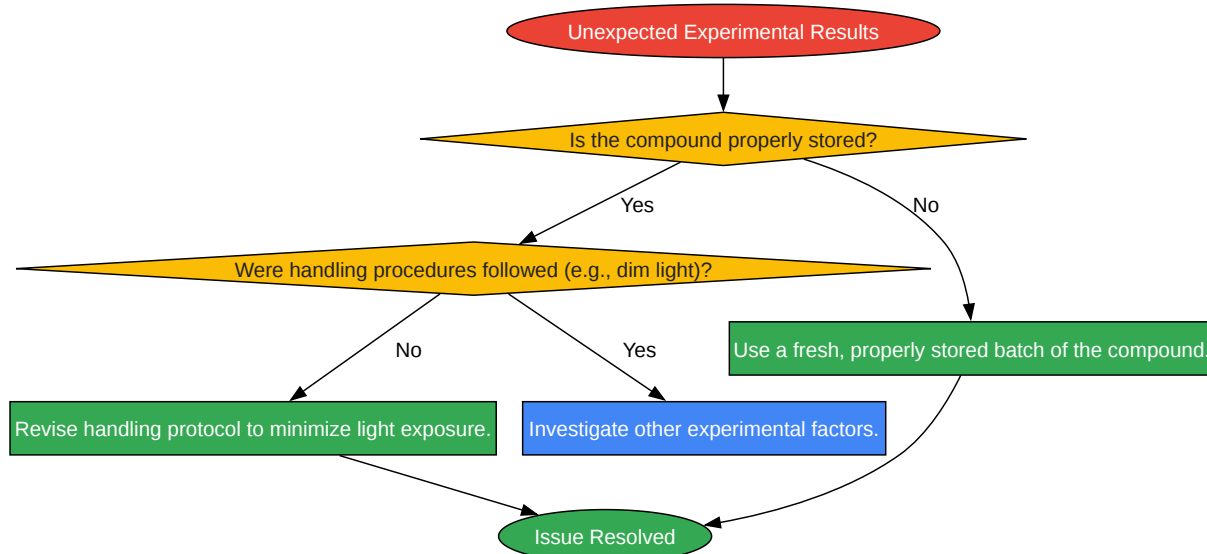 Unexpected Experimental Results
Is the compound properly stored?
Yes
No
Were handling procedures followed (e.g., dim light)?
No
Yes
Use a fresh, properly stored batch of the compound.
Revise handling protocol to minimize light exposure.
Investigate other experimental factors.
Issue Resolved